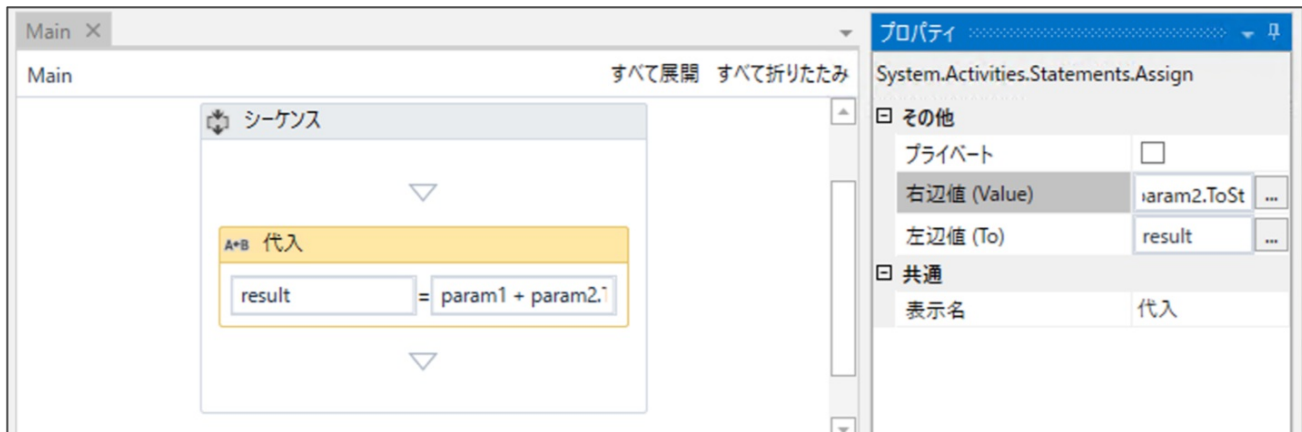 Main
Main
すべて展開 すべて折りたたみ
シーケンス
A+B 代入
result = param1 + param2.T
プロパティ
System.Activities.Statements.Assign
その他
プライベート
右辺値 (Value) param2.ToSt ...
左辺値 (To) result ...
共通
表示名 代入